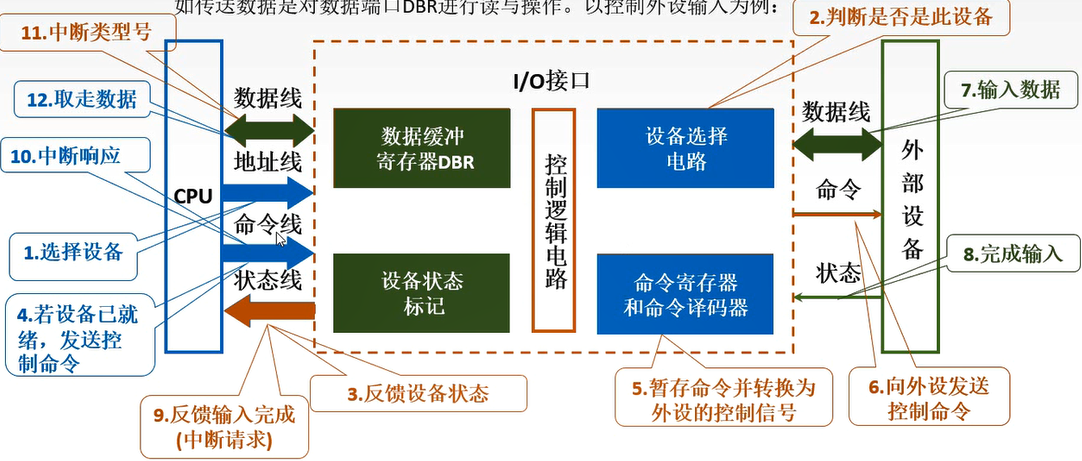 如传送数据是对数据端口DBR进行读与操作。以控制外设输入为例：
11.中断类型号
2.判断是否是此设备
I/O接口
12.取走数据
数据线
7.输入数据
数据线
数据缓冲
寄存器DBR
设备选择
电路
10.中断响应
地址线
CPU
控制逻辑电路
外部设备
命令
命令线
1.选择设备
8.完成输入
状态线
状态
设备状态
标记
命令寄存器
和命令译码器
4.若设备已就
绪，发送控
制命令
3.反馈设备状态
5.暂存命令并转换为
外设的控制信号
6.向外设发送
控制命令
9.反馈输入完成
(中断请求)